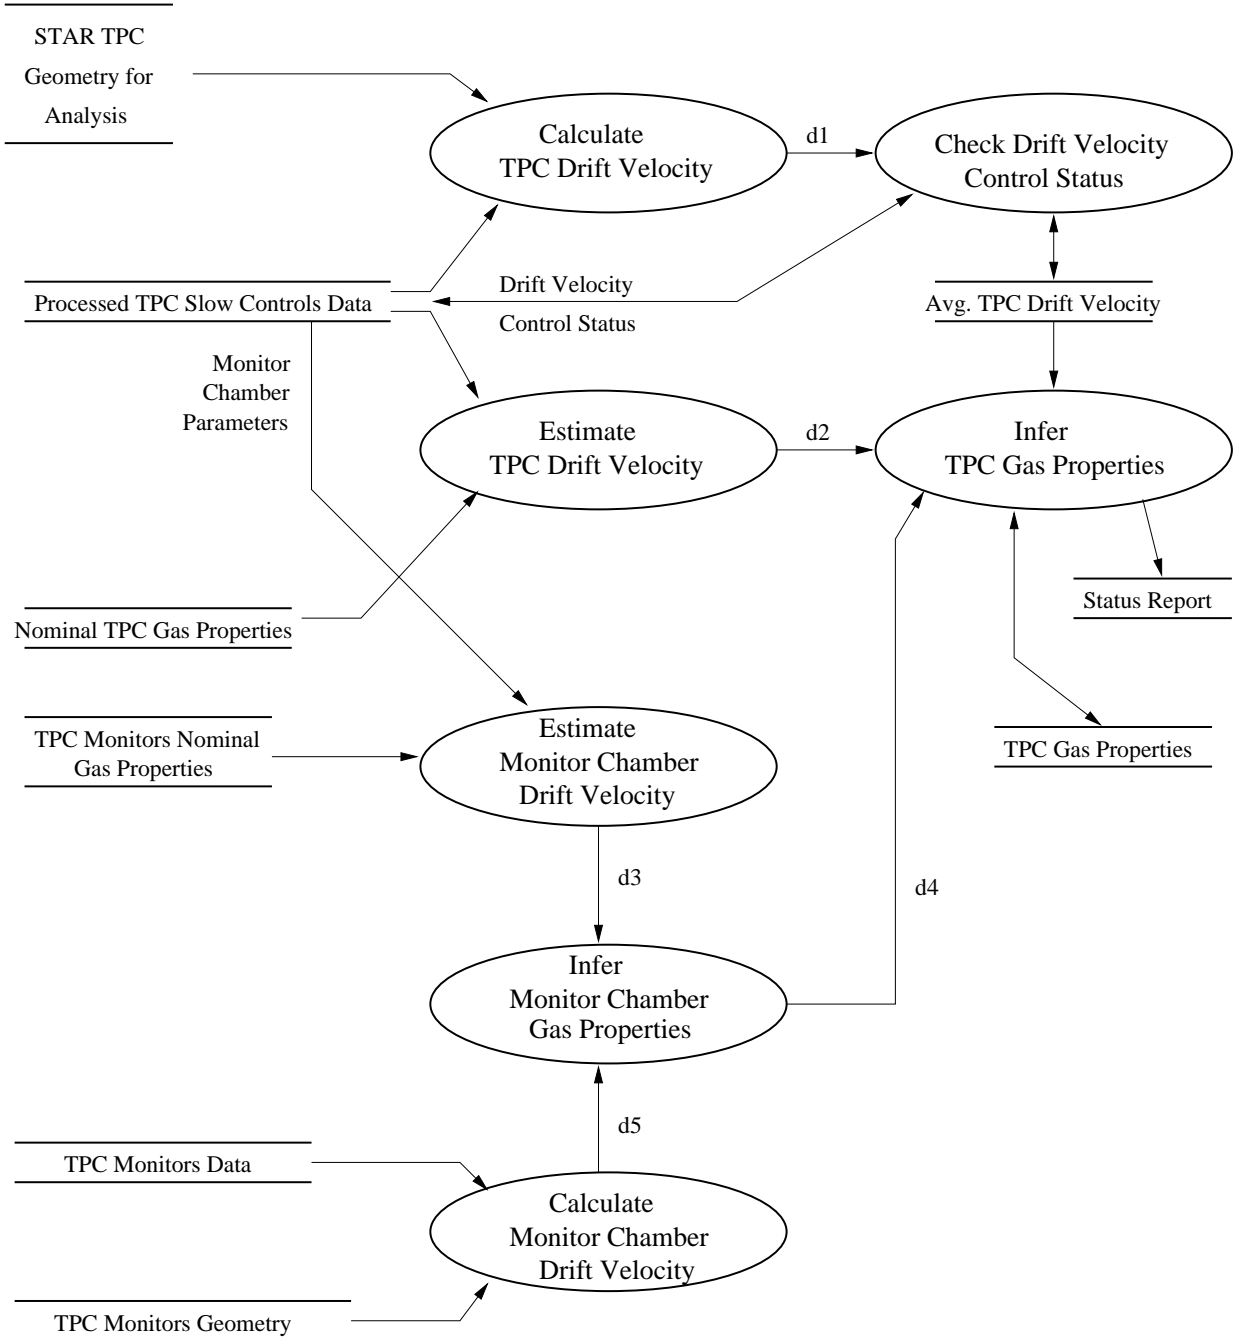 STAR TPC
Geometry for
Analysis
Calculate
TPC Drift Velocity
d1
Check Drift Velocity
Control Status
Processed TPC Slow Controls Data
Drift Velocity
Control Status
Avg. TPC Drift Velocity
Monitor
Chamber
Parameters
Estimate
TPC Drift Velocity
d2
Infer
TPC Gas Properties
Status Report
Nominal TPC Gas Properties
TPC Monitors Nominal
Gas Properties
Estimate
Monitor Chamber
Drift Velocity
TPC Gas Properties
d3
d4
Infer
Monitor Chamber
Gas Properties
d5
TPC Monitors Data
Calculate
Monitor Chamber
Drift Velocity
TPC Monitors Geometry